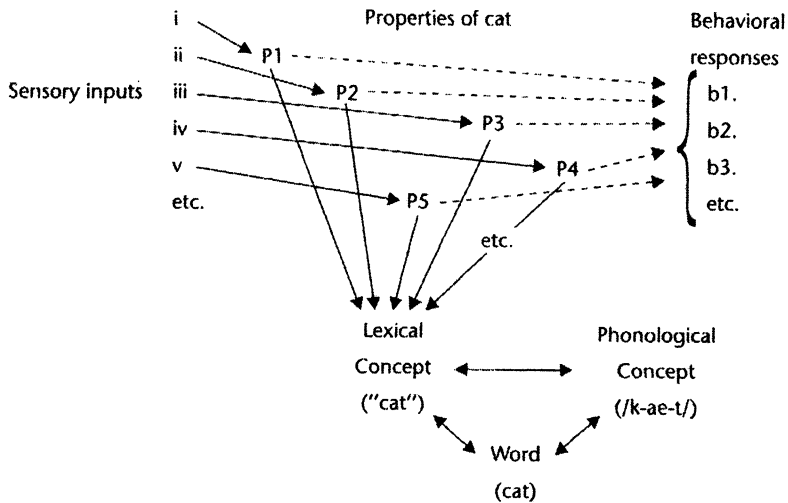 i
Properties of cat
Behavioral
responses
Sensory inputs
ii
iii
iv
v
etc.
P1
P2
P3
P4
P5
etc.
b1.
b2.
b3.
etc.
Lexical
Concept
("cat")
Phonological
Concept
(/k-ae-t/)
Word
(cat)